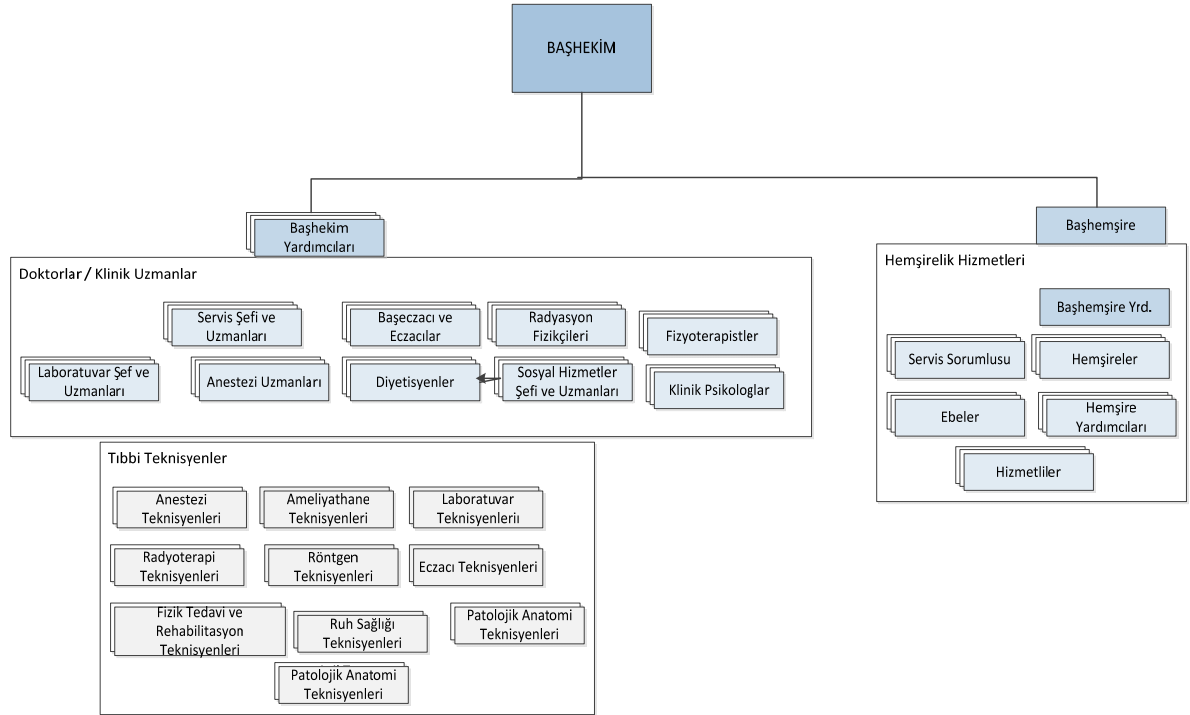 BAŞHEKİM
Başhekim
Yardımcıları
Başhemşire
Doktorlar / Klinik Uzmanlar
Servis Şefi ve
Uzmanları
Başeczacı ve
Eczacılar
Radyasyon
Fizikçileri
Fizyoterapistler
Laboratuvar Şef ve
Uzmanları
Anestezi Uzmanları
Diyetisyenler
Sosyal Hizmetler
Şefi ve Uzmanları
Klinik Psikologlar
Hemşirelik Hizmetleri
Başhemşire Yrd.
Servis Sorumlusu
Hemşireler
Ebeler
Hemşire
Yardımcıları
Hizmetliler
Tıbbi Teknisyenler
Anestezi
Teknisyenleri
Ameliyathane
Teknisyenleri
Laboratuvar
Teknisyenleriı
Radyoterapi
Teknisyenleri
Röntgen
Teknisyenleri
Eczacı Teknisyenleri
Fizik Tedavi ve
Rehabilitasyon
Teknisyenleri
Ruh Sağlığı
Teknisyenleri
Patolojik Anatomi
Teknisyenleri
Patolojik Anatomi
Teknisyenleri